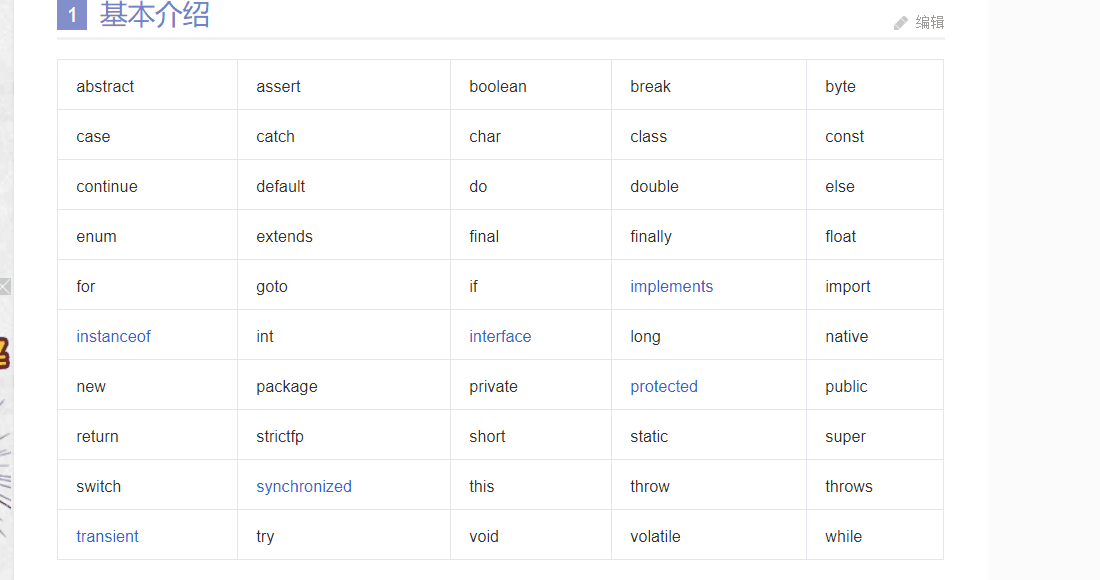 1 基本介绍
编辑
abstract assert boolean break byte
case catch char class const
continue default do double else
enum extends final finally float
for goto if implements import
instanceof int interface long native
new package private protected public
return strictfp short static super
switch synchronized this throw throws
transient try void volatile while